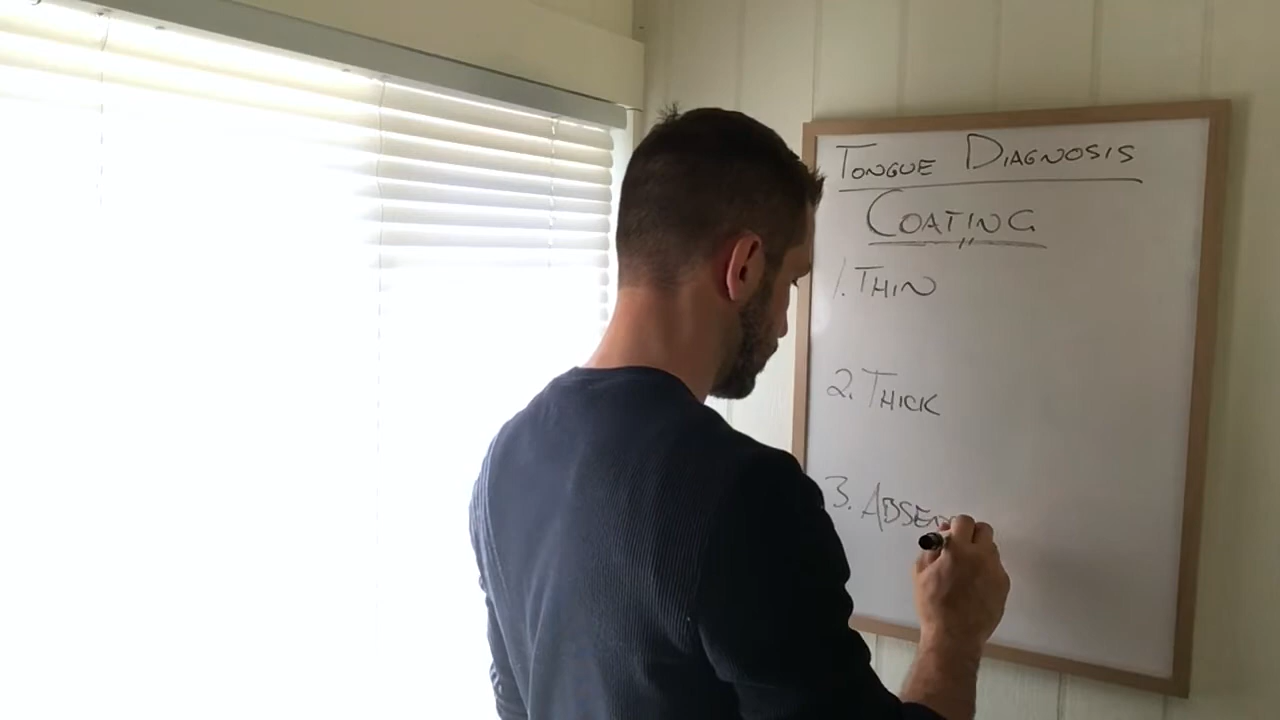 TONGUE DIAGNOSIS
COATING
1. THIN
2. THICK
3. ABSEN